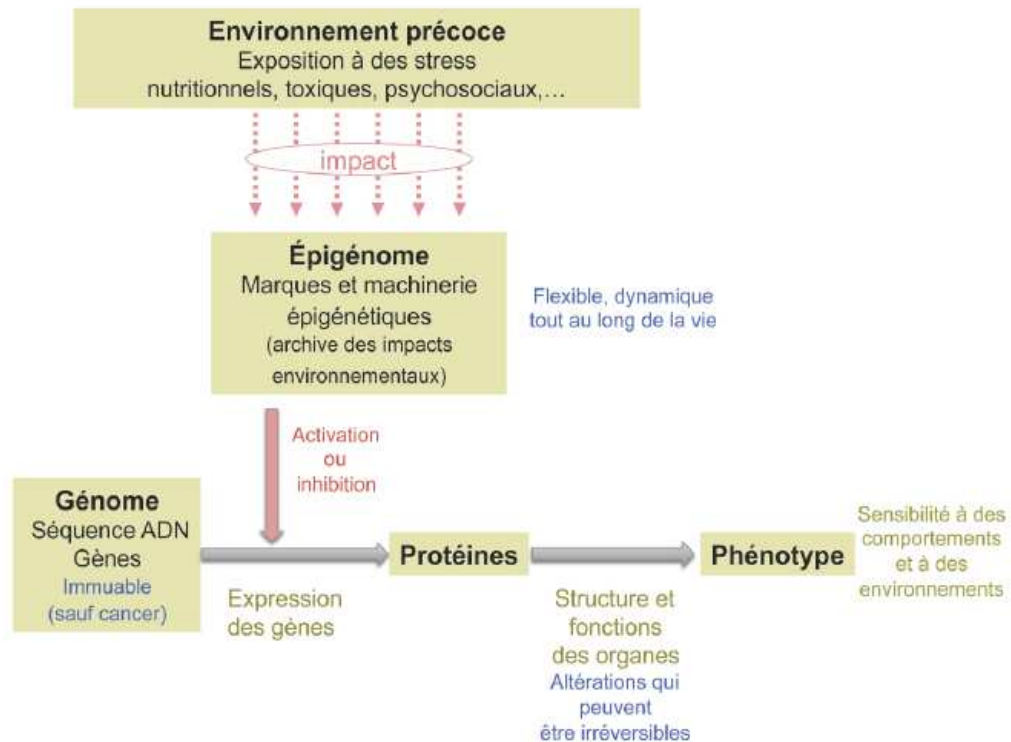 Environnement précoce
Exposition à des stress
nutritionnels, toxiques, psychosociaux,...
impact
Épigénome
Marques et machinerie
épigénétiques
(archive des impacts
environnementaux)
Flexible, dynamique
tout au long de la vie
Activation
ou
inhibition
Génome
Séquence ADN
Gènes
Immuable
(sauf cancer)
Expression
des gènes
Protéines
Structure et
fonctions
des organes
Altérations qui
peuvent
être irréversibles
Phénotype
Sensibilité à des
comportements
et à des
environnements